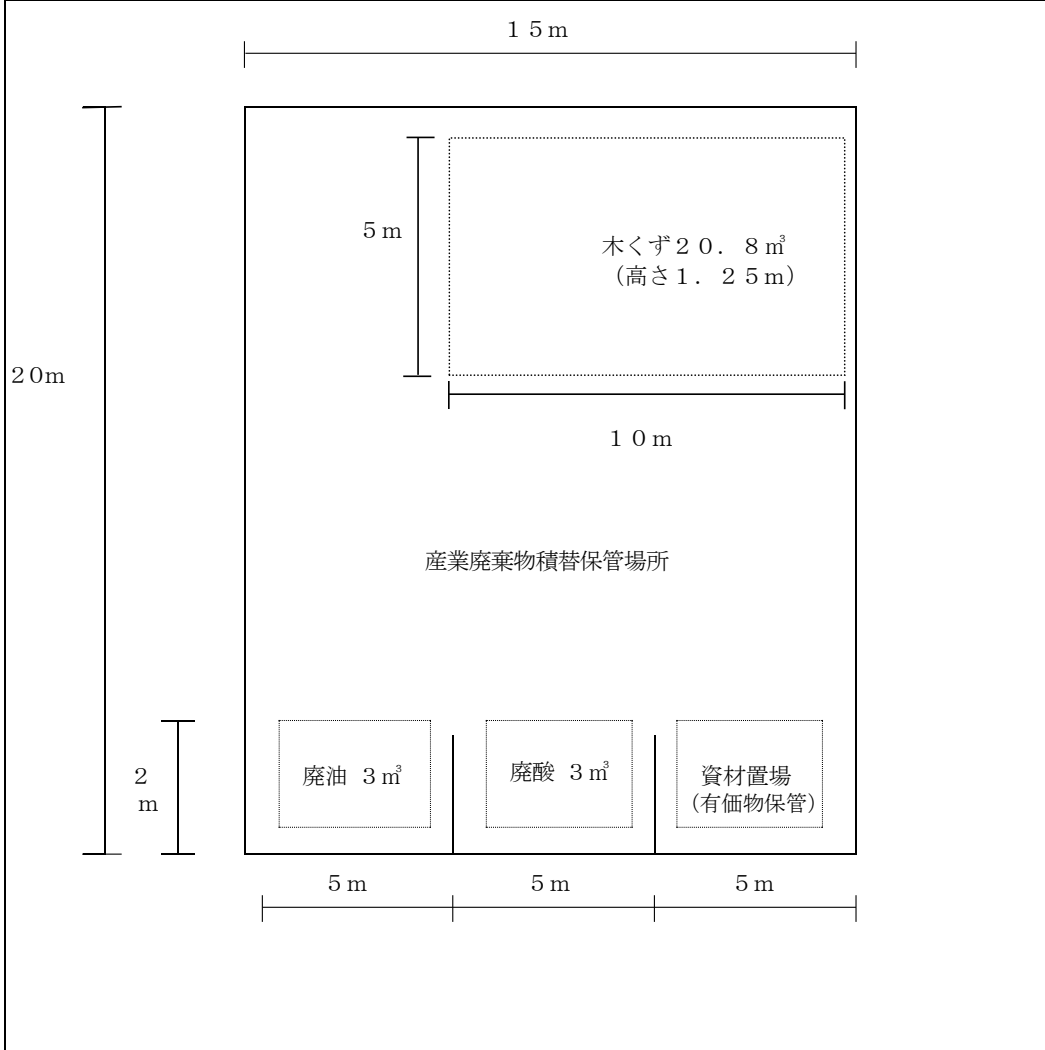 １５ｍ
５ｍ
木くず２０．８㎥
（高さ１．２５ｍ）
２０ｍ
１０ｍ
産業廃棄物積替保管場所
２
ｍ
廃油 ３㎥
廃酸 ３㎥
資材置場
（有価物保管）
５ｍ
５ｍ
５ｍ